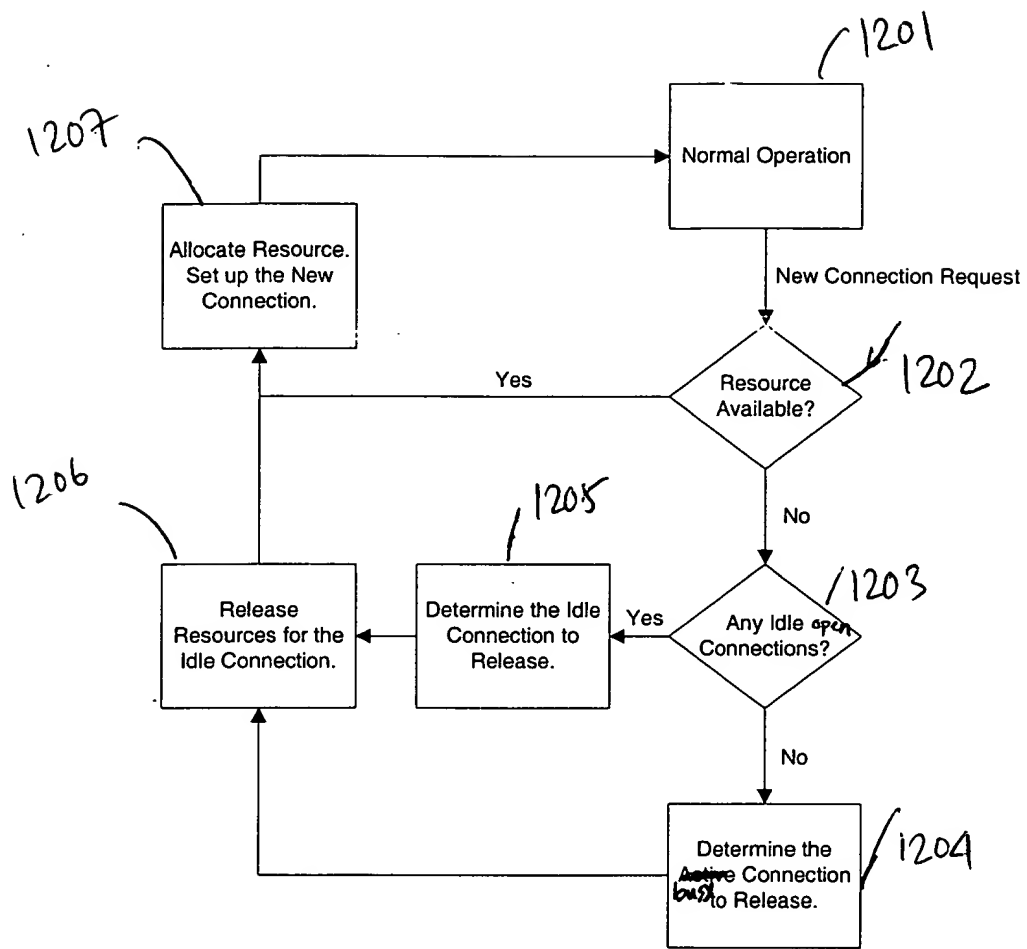 1201
Normal Operation
1207
Allocate Resource.
Set up the New
Connection.
New Connection Request
Resource
Available?
1202
Yes
No
1206
1205
1203
Release
Resources for the
Idle Connection.
Determine the Idle
Connection to
Release.
Yes
Any Idle open
Connections?
No
1204
Determine the
Active Connection
busy to Release.